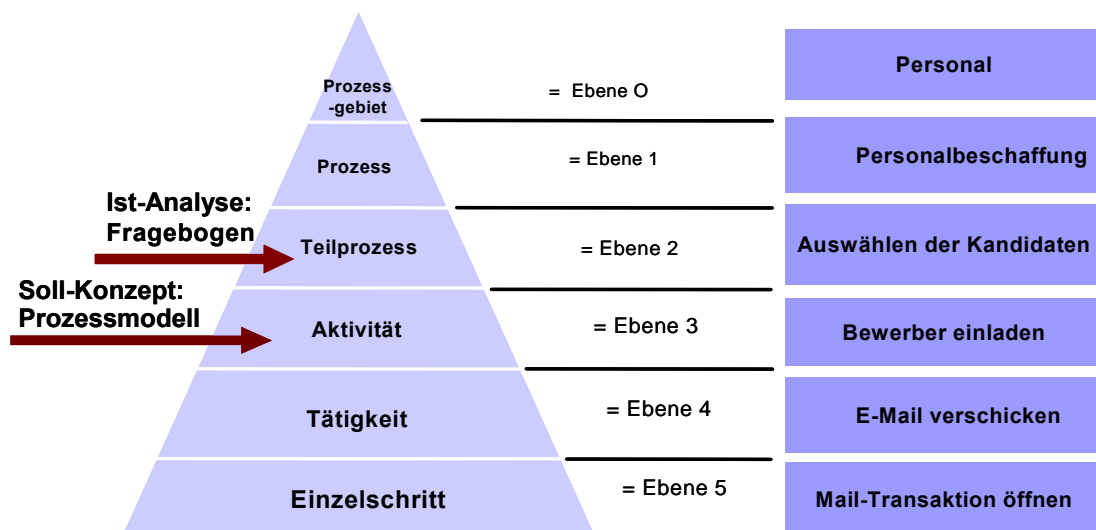 Prozess
-gebiet
= Ebene O
Personal
Prozess
= Ebene 1
Personalbeschaffung
Ist-Analyse:
Fragebogen
Teilprozess
= Ebene 2
Auswählen der Kandidaten
Soll-Konzept:
Prozessmodell
Aktivität
= Ebene 3
Bewerber einladen
Tätigkeit
= Ebene 4
E-Mail verschicken
Einzelschritt
= Ebene 5
Mail-Transaktion öffnen